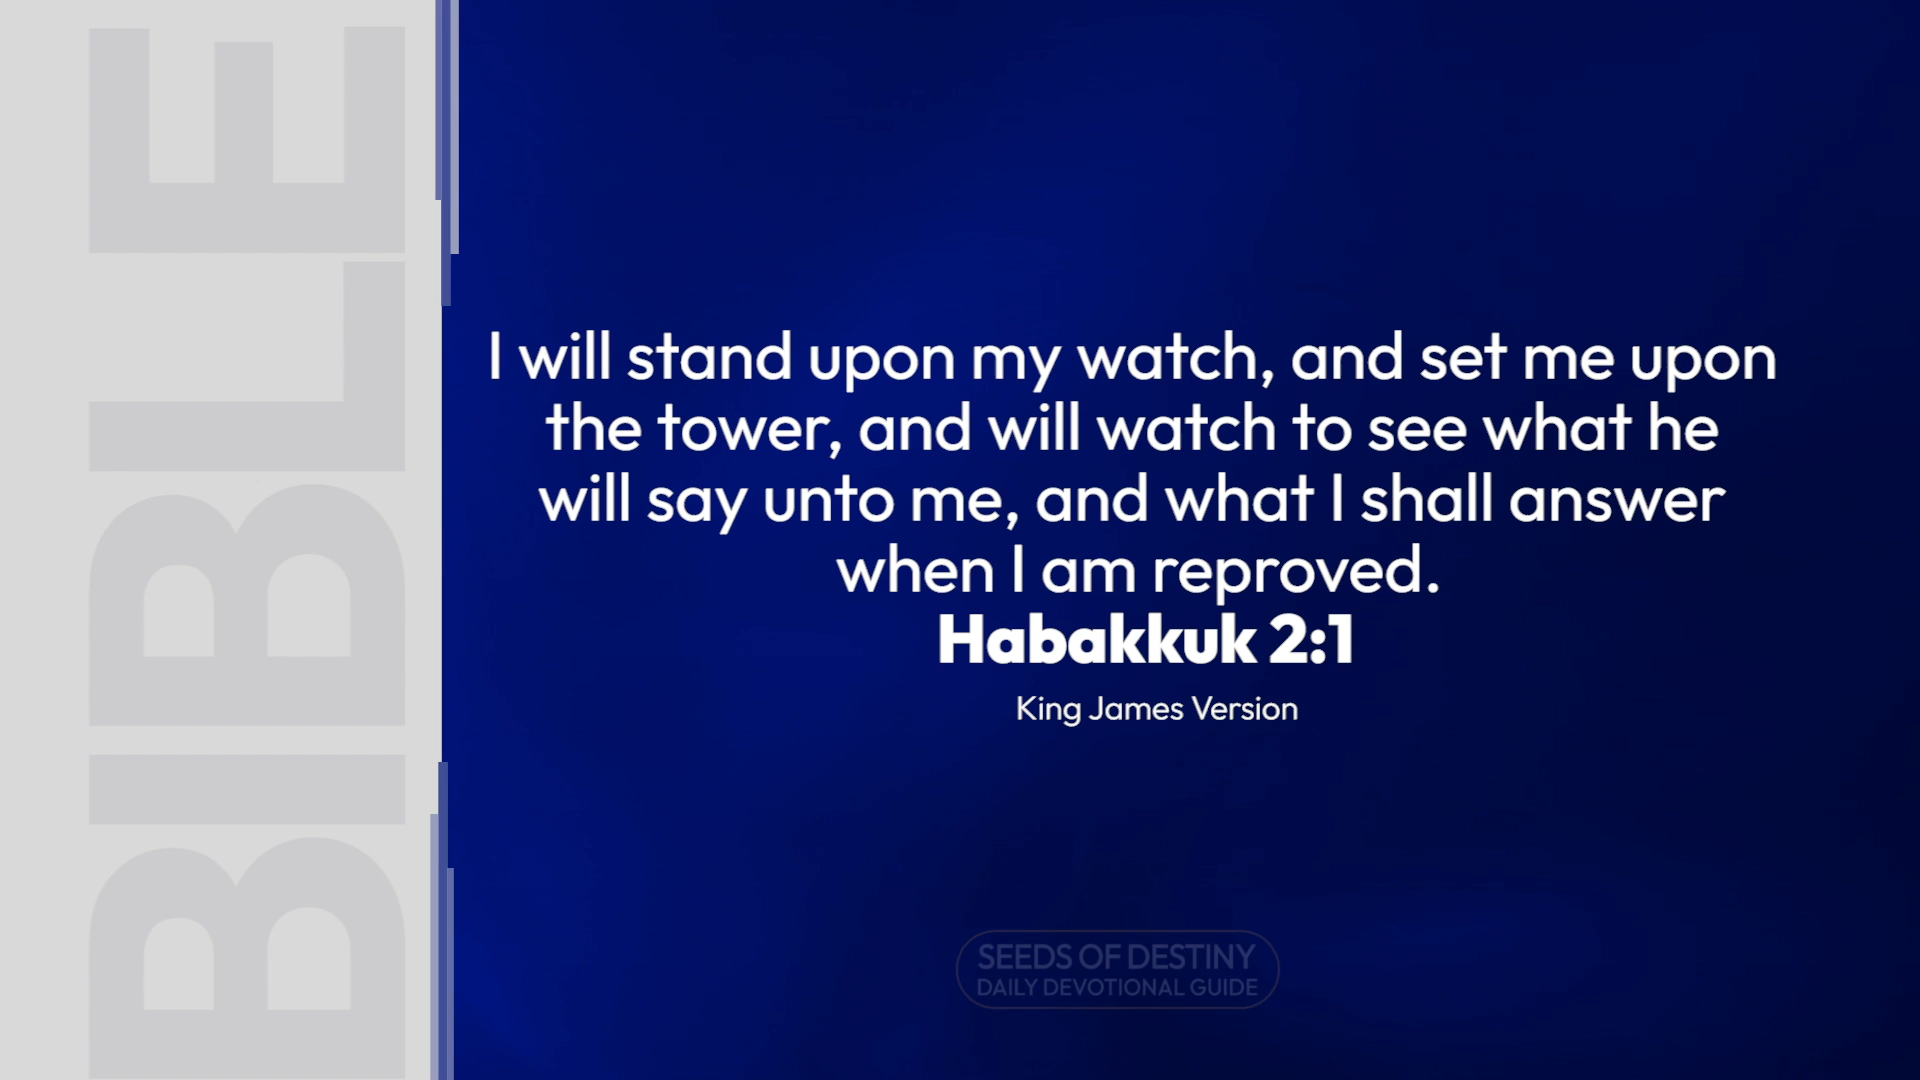 BIBLE
I will stand upon my watch, and set me upon
the tower, and will watch to see what he
will say unto me, and what I shall answer
when I am reproved.
Habakkuk 2:1
King James Version
SEEDS OF DESTINY
DAILY DEVOTIONAL GUIDE